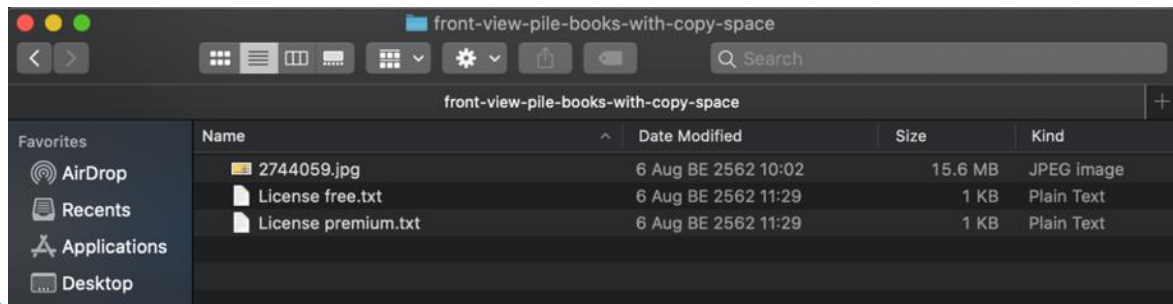 front-view-pile-books-with-copy-space
Search
front-view-pile-books-with-copy-space
Favorites
Name Date Modified Size Kind
AirDrop
2744059.jpg 6 Aug BE 2562 10:02 15.6 MB JPEG image
License free.txt 6 Aug BE 2562 11:29 1 KB Plain Text
Recents
License premium.txt 6 Aug BE 2562 11:29 1 KB Plain Text
Applications
Desktop